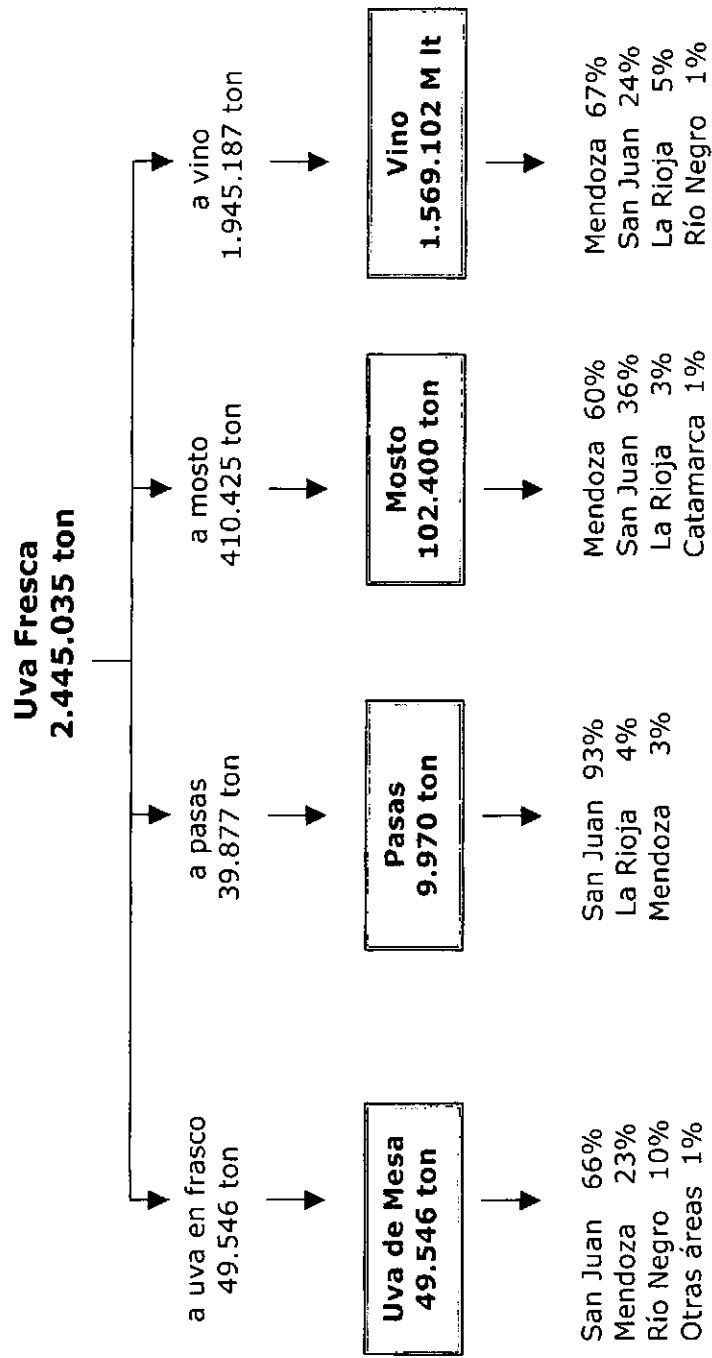 Uva Fresca
2.445.035 ton
a uva en frasco
49.546 ton
Uva de Mesa
49.546 ton
San Juan 66%
Mendoza 23%
Río Negro 10%
Otras áreas 1%
a pasas
39.877 ton
Pasas
9.970 ton
San Juan 93%
La Rioja 4%
Mendoza 3%
a mosto
410.425 ton
Mosto
102.400 ton
Mendoza 60%
San Juan 36%
La Rioja 3%
Catamarca 1%
a vino
1.945.187 ton
Vino
1.569.102 M lt
Mendoza 67%
San Juan 24%
La Rioja 5%
Río Negro 1%